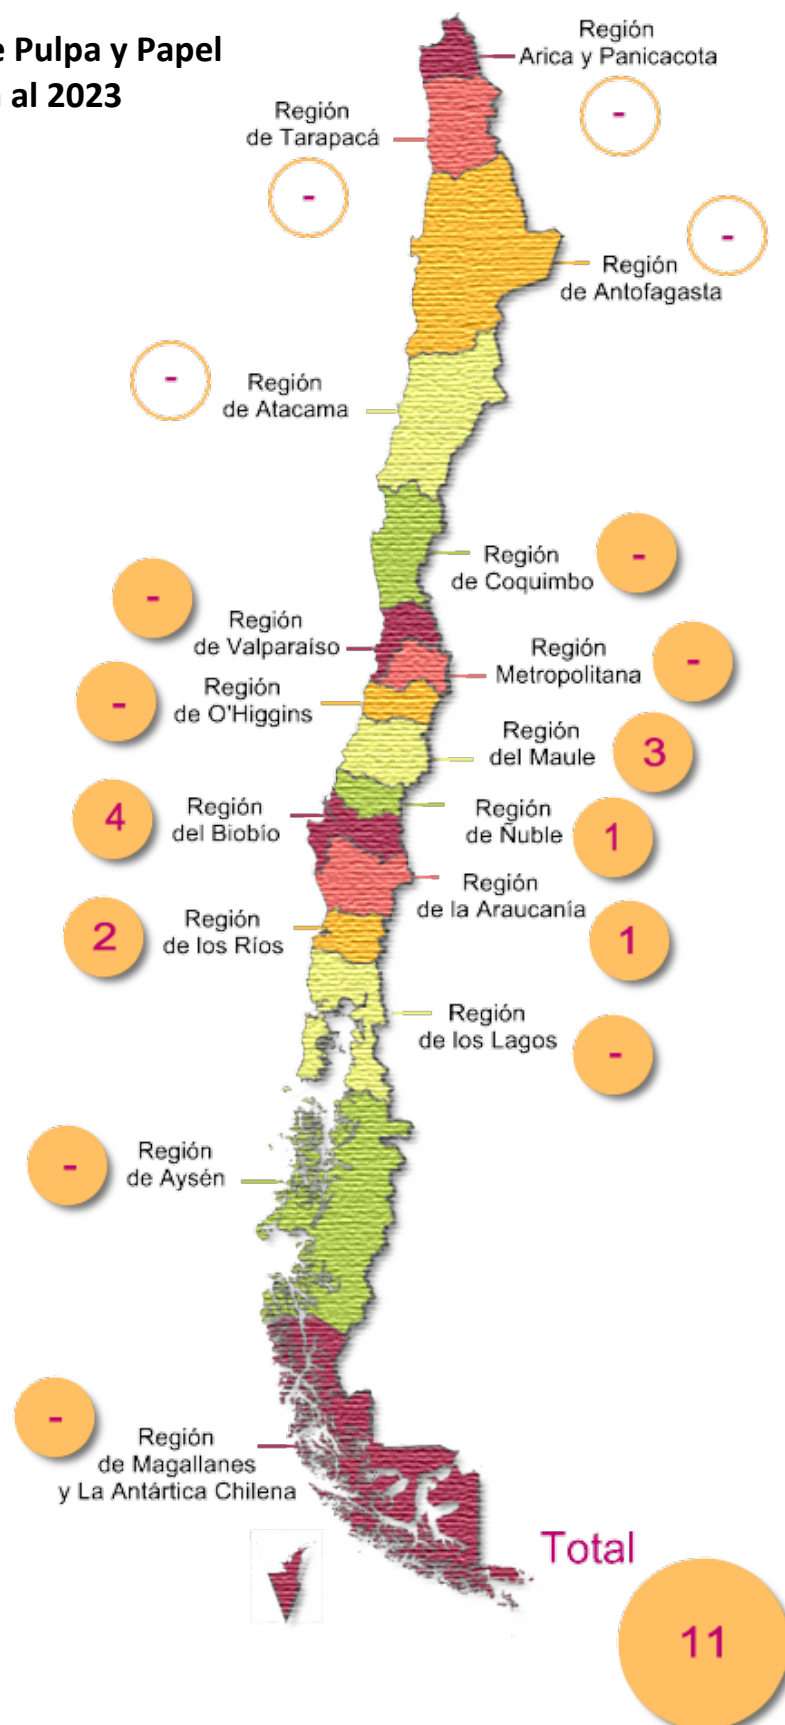 e Pulpa y Papel
al 2023
Región
Arica y Panicacota
-
Región
de Tarapacá
-
-
Región
de Antofagasta
-
Región
de Atacama
-
Región
de Coquimbo
-
Región
de Valparaíso
Región
Metropolitana
-
-
Región
de O'Higgins
Región
del Maule
3
4
Región
del Biobío
Región
de Ñuble
1
Región
de la Araucanía
1
2
Región
de los Ríos
Región
de los Lagos
-
-
Región
de Aysén
-
Región
de Magallanes
y La Antártica Chilena
Total
11